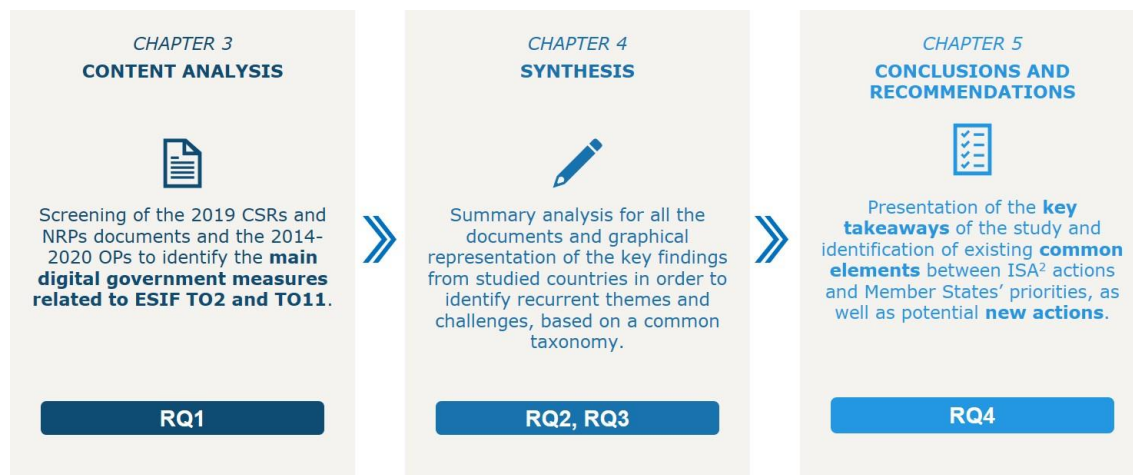 CHAPTER 3
CONTENT ANALYSIS
Screening of the 2019 CSRs and
NRPs documents and the 2014-
2020 OPs to identify the main
digital government measures
related to ESIF TO2 and TO11.
RQ1
CHAPTER 4
SYNTHESIS
Summary analysis for all the
documents and graphical
representation of the key findings
from studied countries in order to
identify recurrent themes and
challenges, based on a common
taxonomy.
RQ2, RQ3
CHAPTER 5
CONCLUSIONS AND
RECOMMENDATIONS
Presentation of the key
takeaways of the study and
identification of existing common
elements between ISA² actions
and Member States’ priorities, as
well as potential new actions.
RQ4